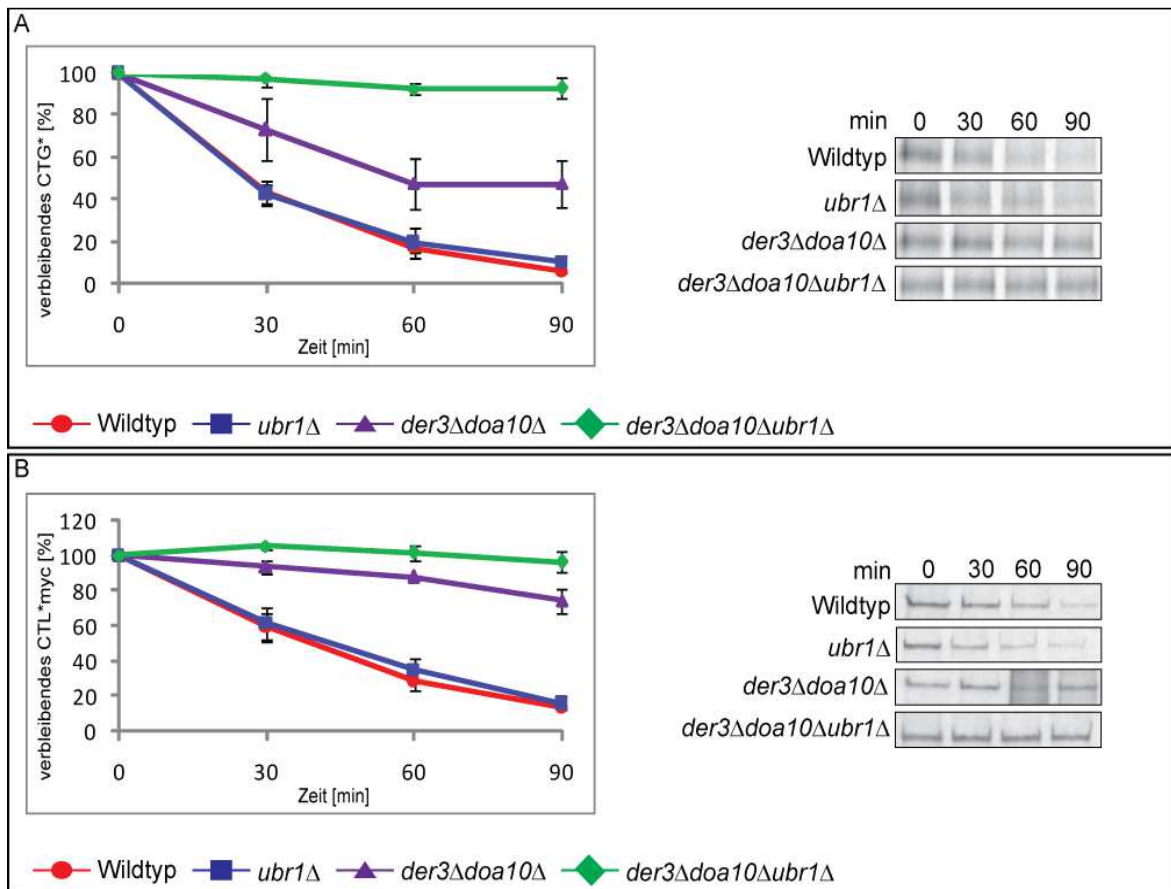 A
verbleibendes CTG* [%]
100
80
60
40
20
0
0 30 60 90
Zeit [min]
min 0 30 60 90
Wildtyp
ubr1Δ
der3Δdoa10Δ
der3Δdoa10Δubr1Δ
Wildtyp ubr1Δ der3Δdoa10Δ der3Δdoa10Δubr1Δ
B
verbleibendes CTL*myc [%]
120
100
80
60
40
20
0
0 30 60 90
Zeit [min]
min 0 30 60 90
Wildtyp
ubr1Δ
der3Δdoa10Δ
der3Δdoa10Δubr1Δ
Wildtyp ubr1Δ der3Δdoa10Δ der3Δdoa10Δubr1Δ